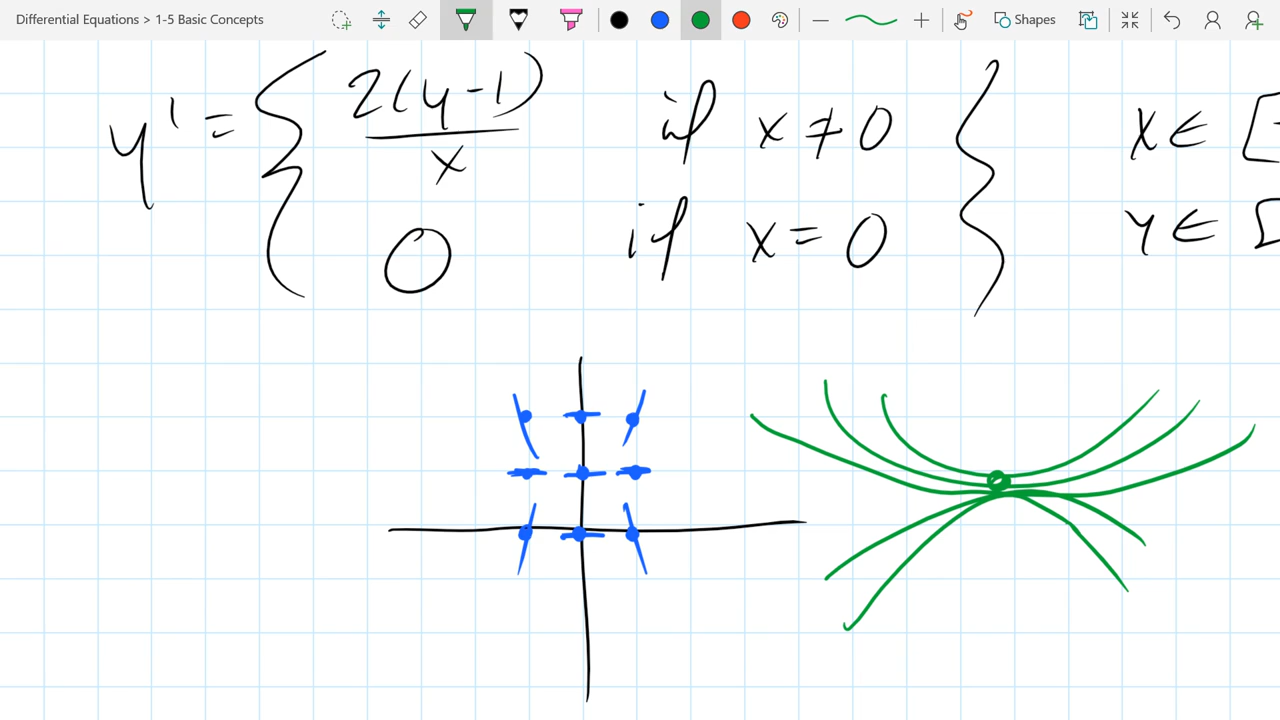 Differential Equations > 1-5 Basic Concepts
Shapes
y' = { 2(y-1)/x if x ≠ 0 } x ∈ [
0 if x = 0 y ∈ [